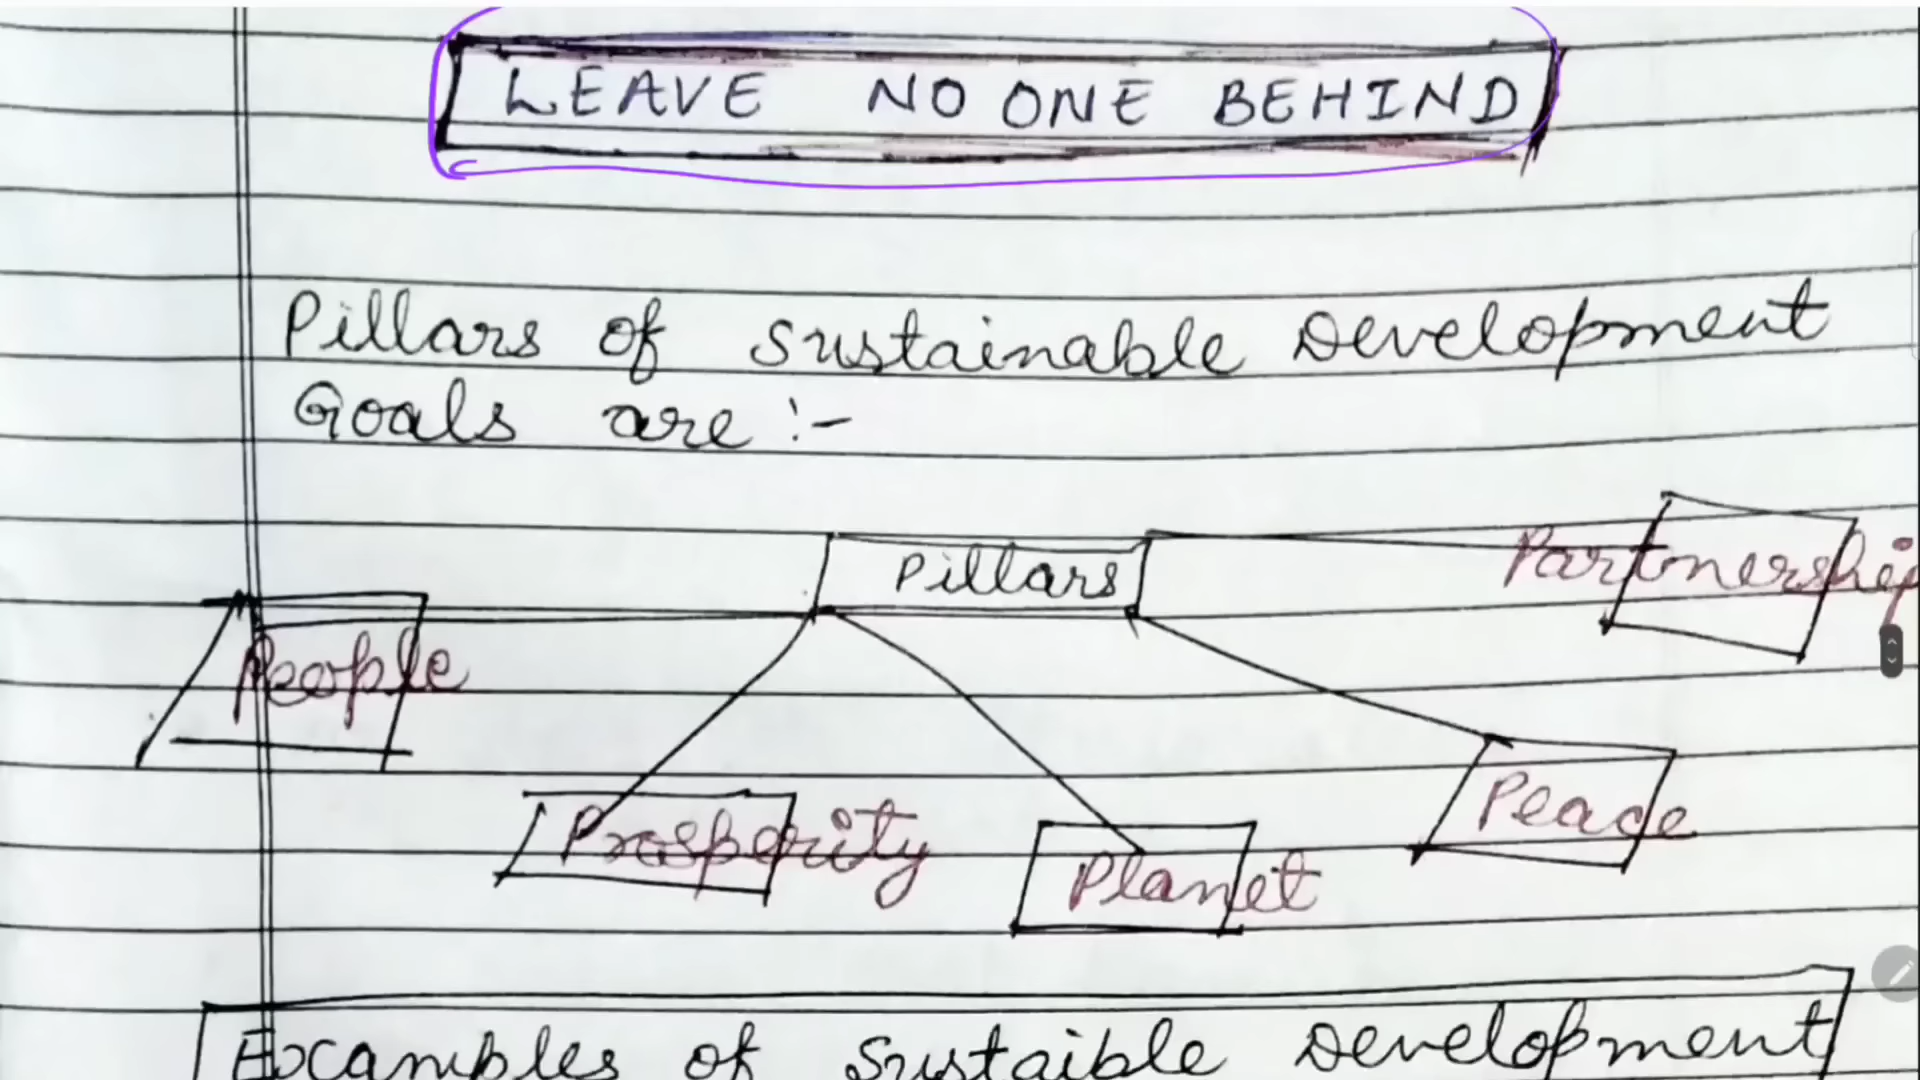 LEAVE NO ONE BEHIND
Pillars of Sustainable Development
Goals are :-
Pillars
Partnership
People
Prosperity
Planet
Peace
Examples of Sustaible Development